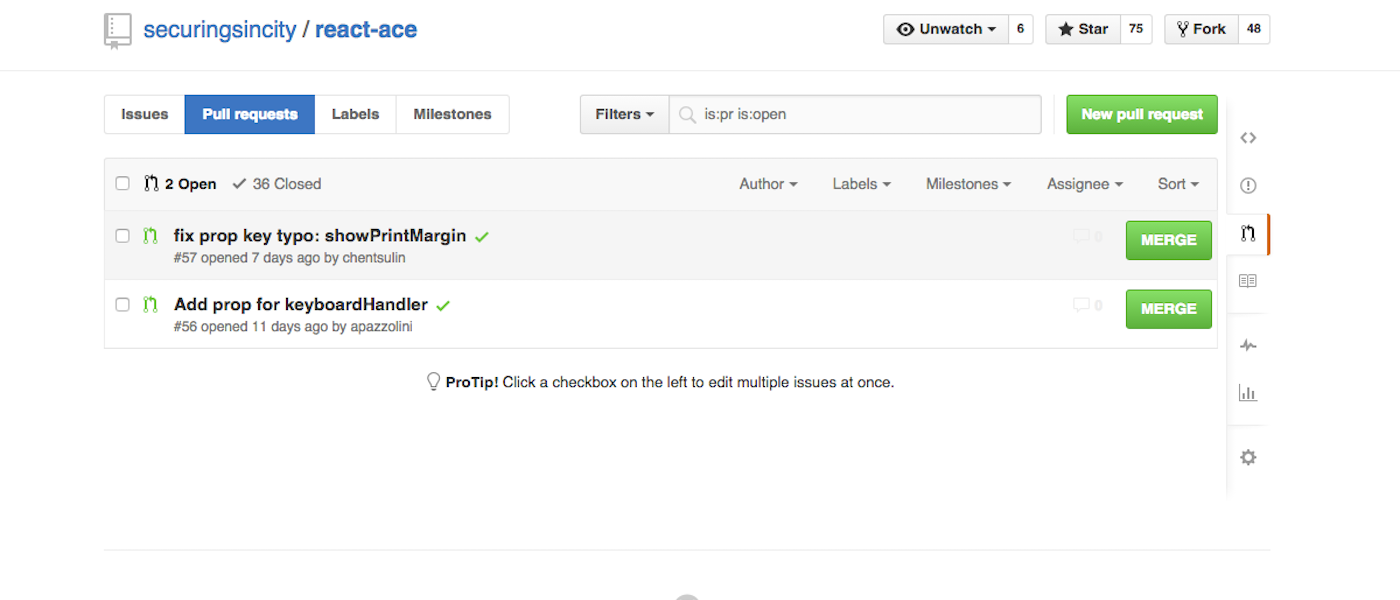 securingsincity / react-ace
Unwatch 6 Star 75 Fork 48
Issues Pull requests Labels Milestones Filters is:pr is:open New pull request
2 Open 36 Closed Author Labels Milestones Assignee Sort
fix prop key typo: showPrintMargin 0 MERGE
#57 opened 7 days ago by chentsulin
Add prop for keyboardHandler 0 MERGE
#56 opened 11 days ago by apazzolini
ProTip! Click a checkbox on the left to edit multiple issues at once.